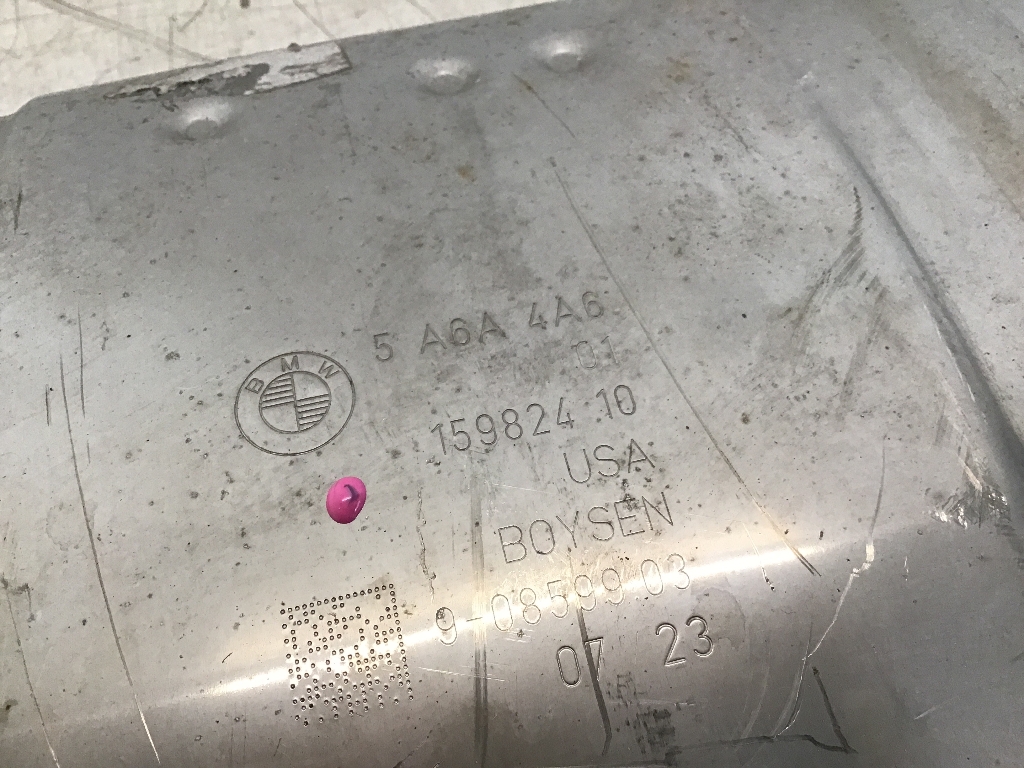 BMW
5 A6A 4A6
01
159824 10
USA
BOYSEN
9-08599 03
07 23